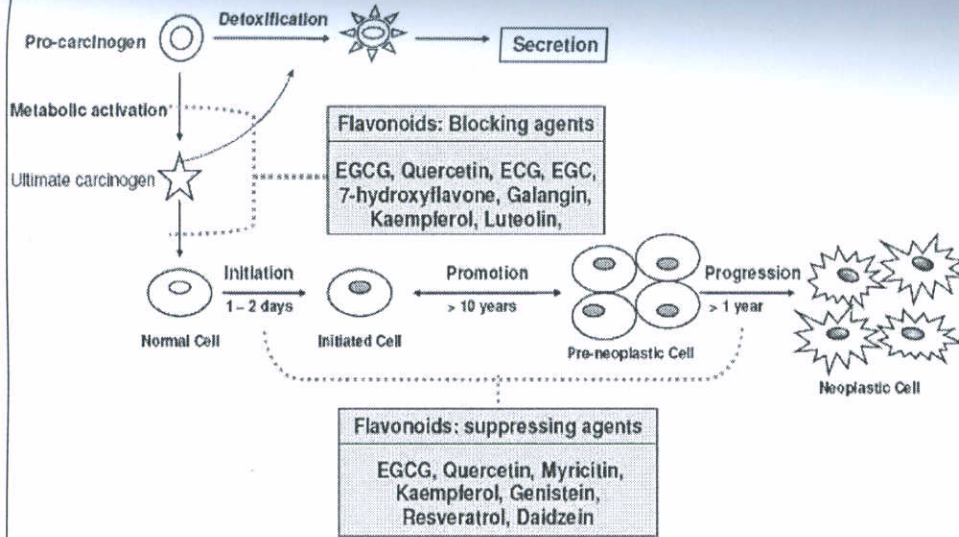 Detoxification
Pro-carcinogen
Secretion
Metabolic activation
Flavonoids: Blocking agents
EGCG, Quercetin, ECG, EGC,
7-hydroxyflavone, Galangin,
Kaempferol, Luteolin,
Ultimate carcinogen
Initiation
1 – 2 days
Promotion
> 10 years
Progression
> 1 year
Normal Cell
Initiated Cell
Pre-neoplastic Cell
Neoplastic Cell
Flavonoids: suppressing agents
EGCG, Quercetin, Myricitin,
Kaempferol, Genistein,
Resveratrol, Daidzein